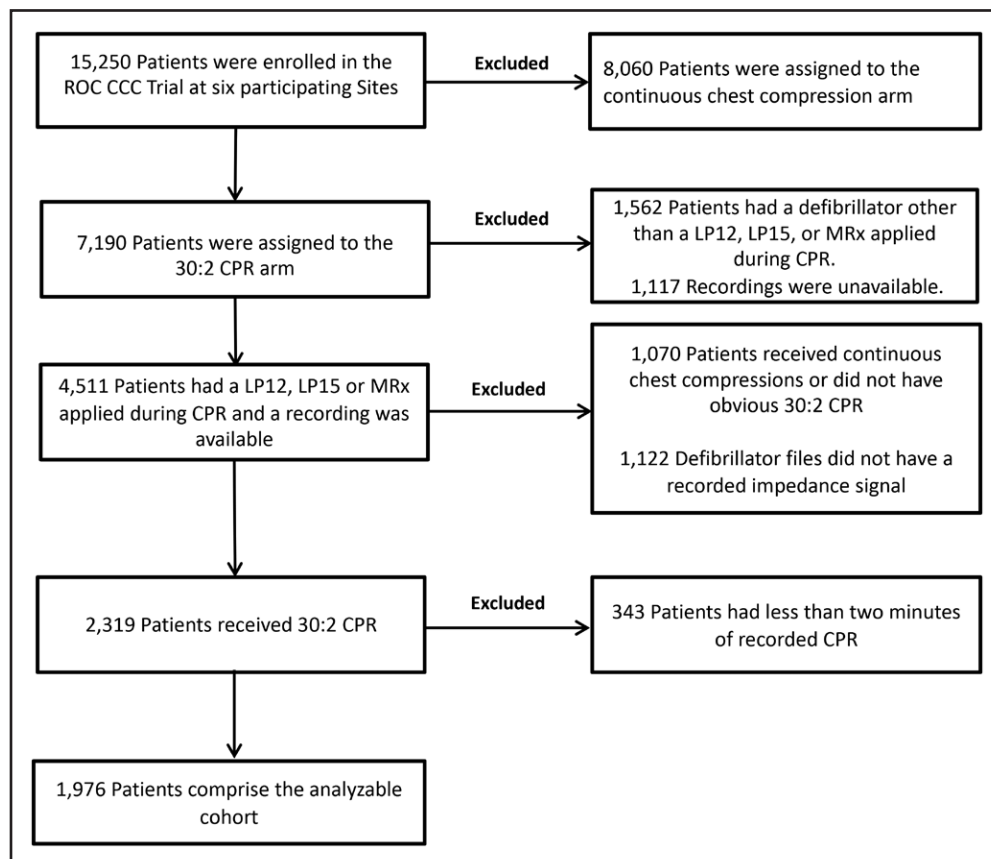 15,250 Patients were enrolled in the
ROC CCC Trial at six participating Sites
Excluded
8,060 Patients were assigned to the
continuous chest compression arm
7,190 Patients were assigned to the
30:2 CPR arm
Excluded
1,562 Patients had a defibrillator other
than a LP12, LP15, or MRx applied
during CPR.
1,117 Recordings were unavailable.
4,511 Patients had a LP12, LP15 or MRx
applied during CPR and a recording was
available
Excluded
1,070 Patients received continuous
chest compressions or did not have
obvious 30:2 CPR
1,122 Defibrillator files did not have a
recorded impedance signal
2,319 Patients received 30:2 CPR
Excluded
343 Patients had less than two minutes
of recorded CPR
1,976 Patients comprise the analyzable
cohort